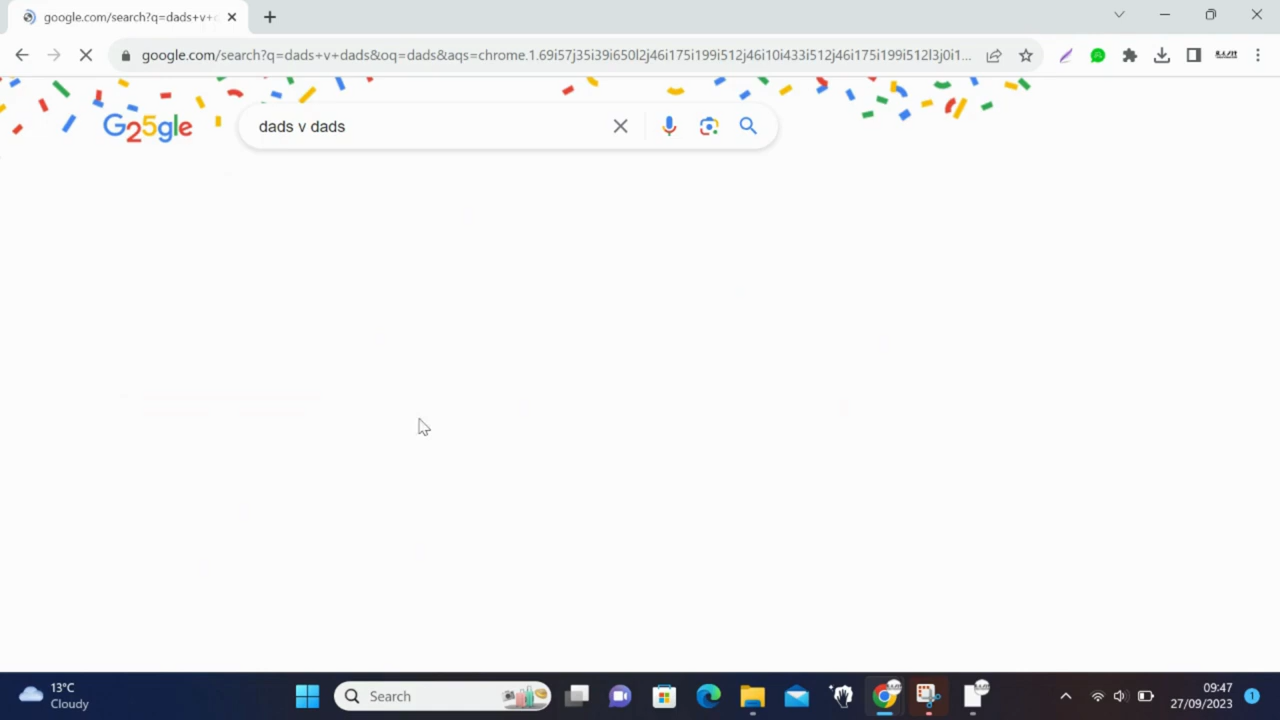 google.com/search?q=dads+v+
google.com/search?q=dads+v+dads&oq=dads&aqs=chrome.1.69i57j35i39i650l2j46i175i199i512j46i10i433i512j46i175i199i512l3j0i1...
G25gle
dads v dads
13°C
Cloudy
Search
09:47
27/09/2023
1